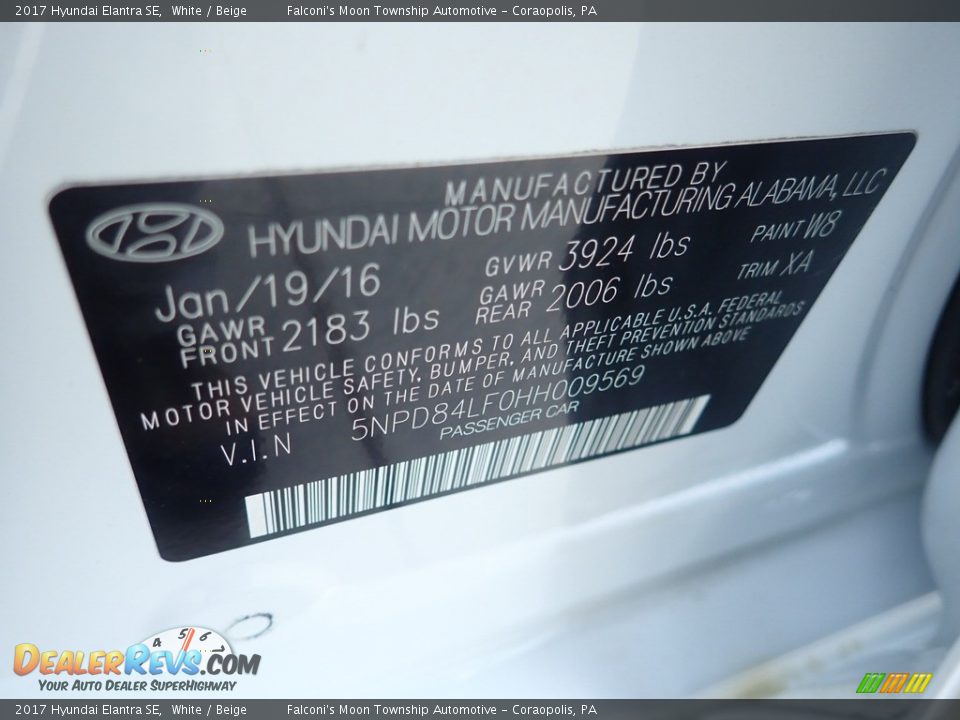 2017 Hyundai Elantra SE, White / Beige Falconi's Moon Township Automotive - Coraopolis, PA
MANUFACTURED BY
HYUNDAI MOTOR MANUFACTURING ALABAMA, LLC
Jan/19/16 GVWR 3924 lbs PAINT W8
GAWR FRONT 2183 lbs GAWR REAR 2006 lbs TRIM XA
THIS VEHICLE CONFORMS TO ALL APPLICABLE U.S.A. FEDERAL
MOTOR VEHICLE SAFETY, BUMPER, AND THEFT PREVENTION STANDARDS
IN EFFECT ON THE DATE OF MANUFACTURE SHOWN ABOVE
V.I.N 5NPD84LF0HH009569
PASSENGER CAR
4 5 6
DEALERREVS.COM
YOUR AUTO DEALER SUPERHIGHWAY
2017 Hyundai Elantra SE, White / Beige Falconi's Moon Township Automotive - Coraopolis, PA